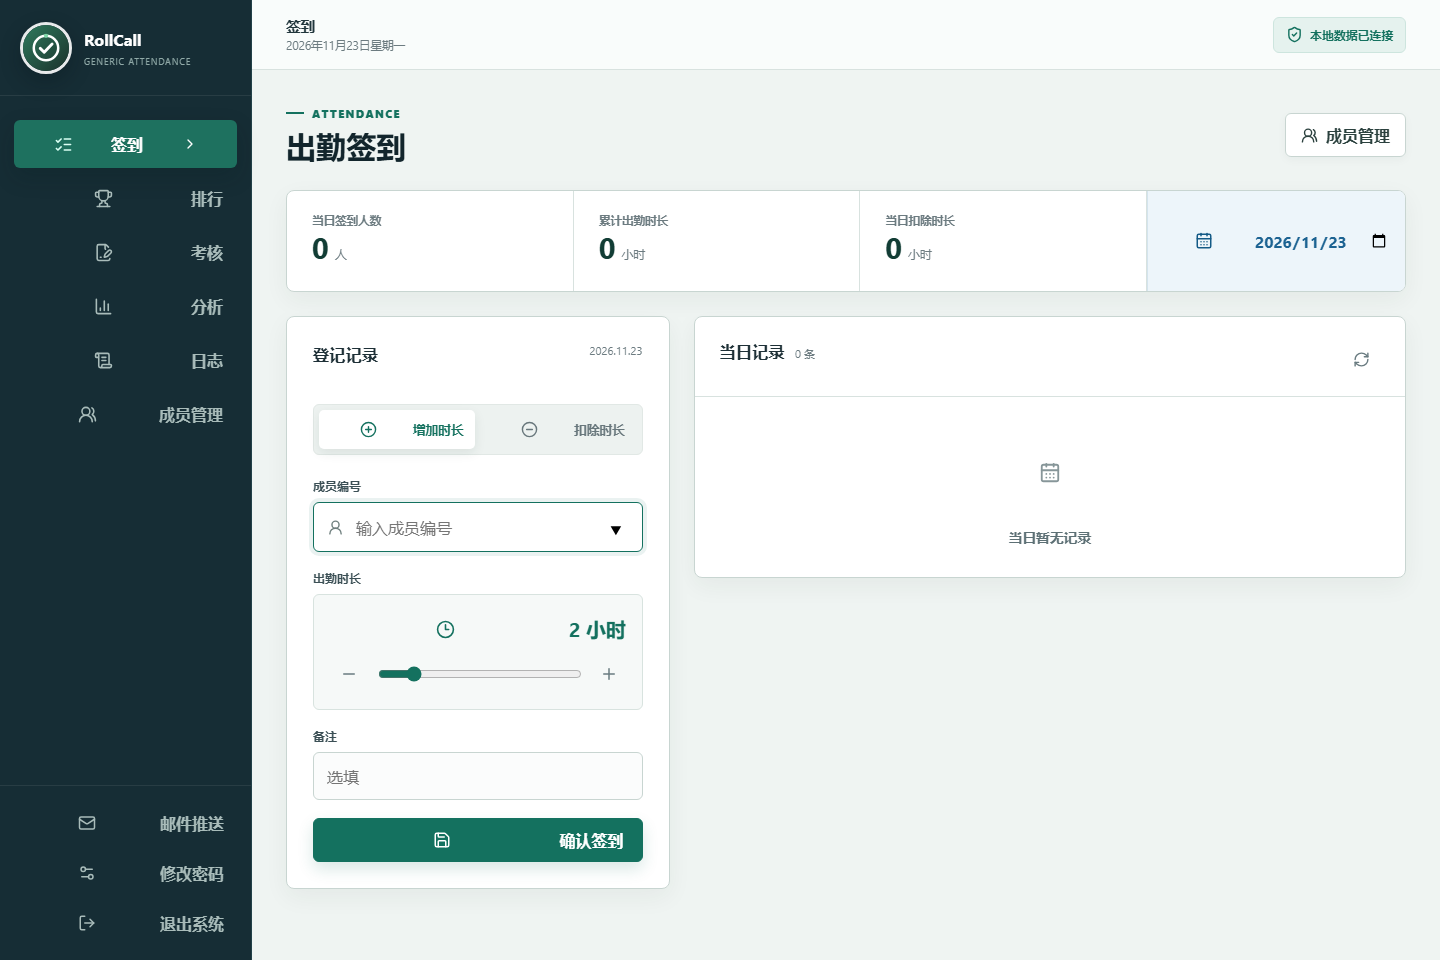 RollCall
GENERIC ATTENDANCE
签到
排行
考核
分析
日志
成员管理
邮件推送
修改密码
退出系统
签到
2026年11月23日星期一
本地数据已连接
ATTENDANCE
出勤签到
成员管理
当日签到人数
0 人
累计出勤时长
0 小时
当日扣除时长
0 小时
2026/11/23
登记记录
2026.11.23
增加时长
扣除时长
成员编号
输入成员编号
出勤时长
2 小时
备注
选填
确认签到
当日记录 0 条
当日暂无记录